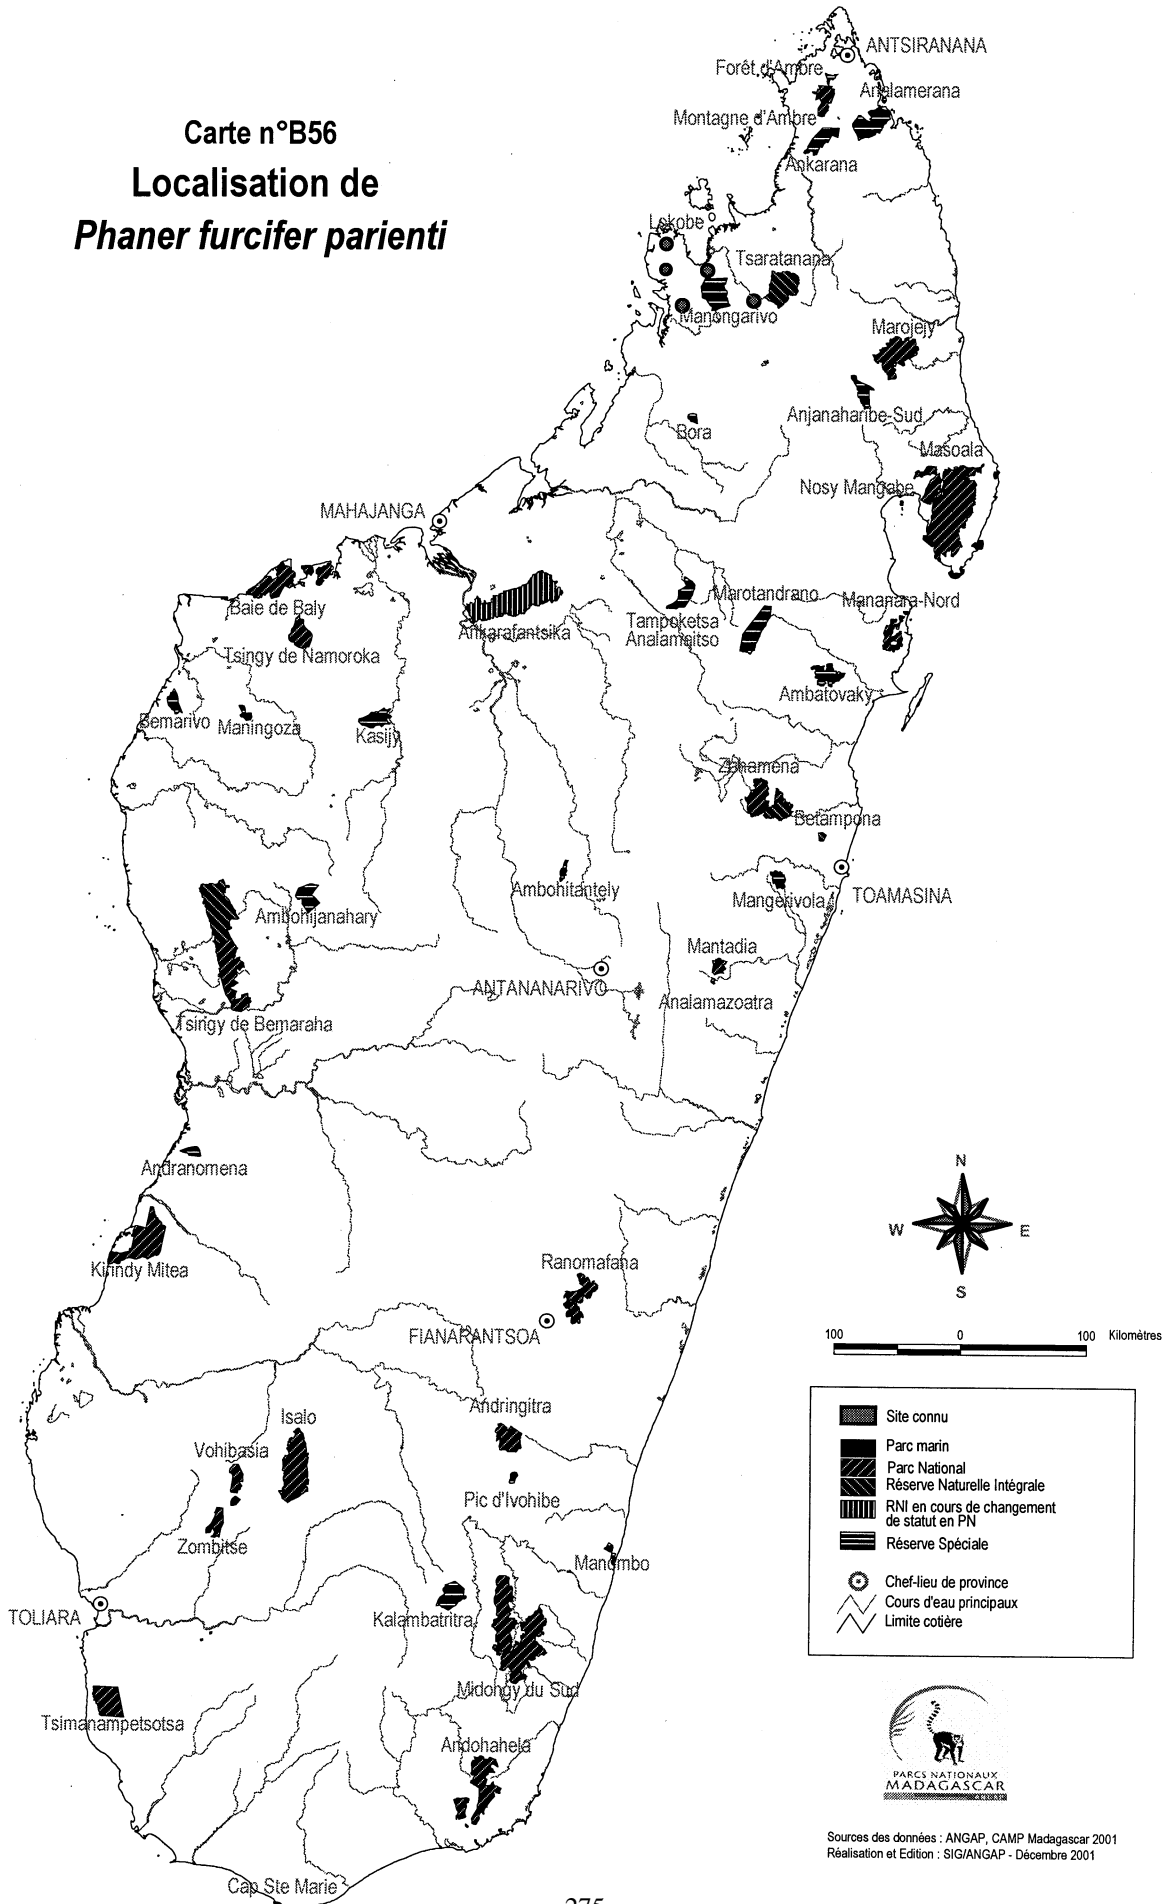 Carte n°B56
Localisation de
Phaner furcifer parienti
ANTSIRANANA
Forêt d'Ambre
Analamerana
Montagne d'Ambre
Ankarana
Lokobe
Tsaratanana
Manongarivo
Marojejy
Anjanaharibe-Sud
Bora
Masoala
Nosy Mangabe
MAHAJANGA
Baie de Baly
Ankarafantsika
Marotandrano
Mananara-Nord
Tampoketsa
Analamaitso
Tsingy de Namoroka
Ambatovaky
Bemarivo
Maningoza
Kasijy
Zahamena
Betampona
Ambohitantely
Mangerivola
TOAMASINA
Ambohijanahary
Mantadia
ANTANANARIVO
Analamazoatra
Tsingy de Bemaraha
Andranomena
N
W
E
S
Kirindy Mitea
Ranomafana
FIANARANTSOA
100 0 100 Kilomètres
Andringitra
Isalo
Vohibasia
Pic d'Ivohibe
Zombitse
Manombo
TOLIARA
Kalambatritra
Midongy du Sud
Tsimanampetsotsa
Andohahela
Cap Ste Marie
Site connu
Parc marin
Parc National
Réserve Naturelle Intégrale
RNI en cours de changement
de statut en PN
Réserve Spéciale
Chef-lieu de province
Cours d'eau principaux
Limite cotière
PARCS NATIONAUX
MADAGASCAR
ANGAP
Sources des données : ANGAP, CAMP Madagascar 2001
Réalisation et Edition : SIG/ANGAP - Décembre 2001
275